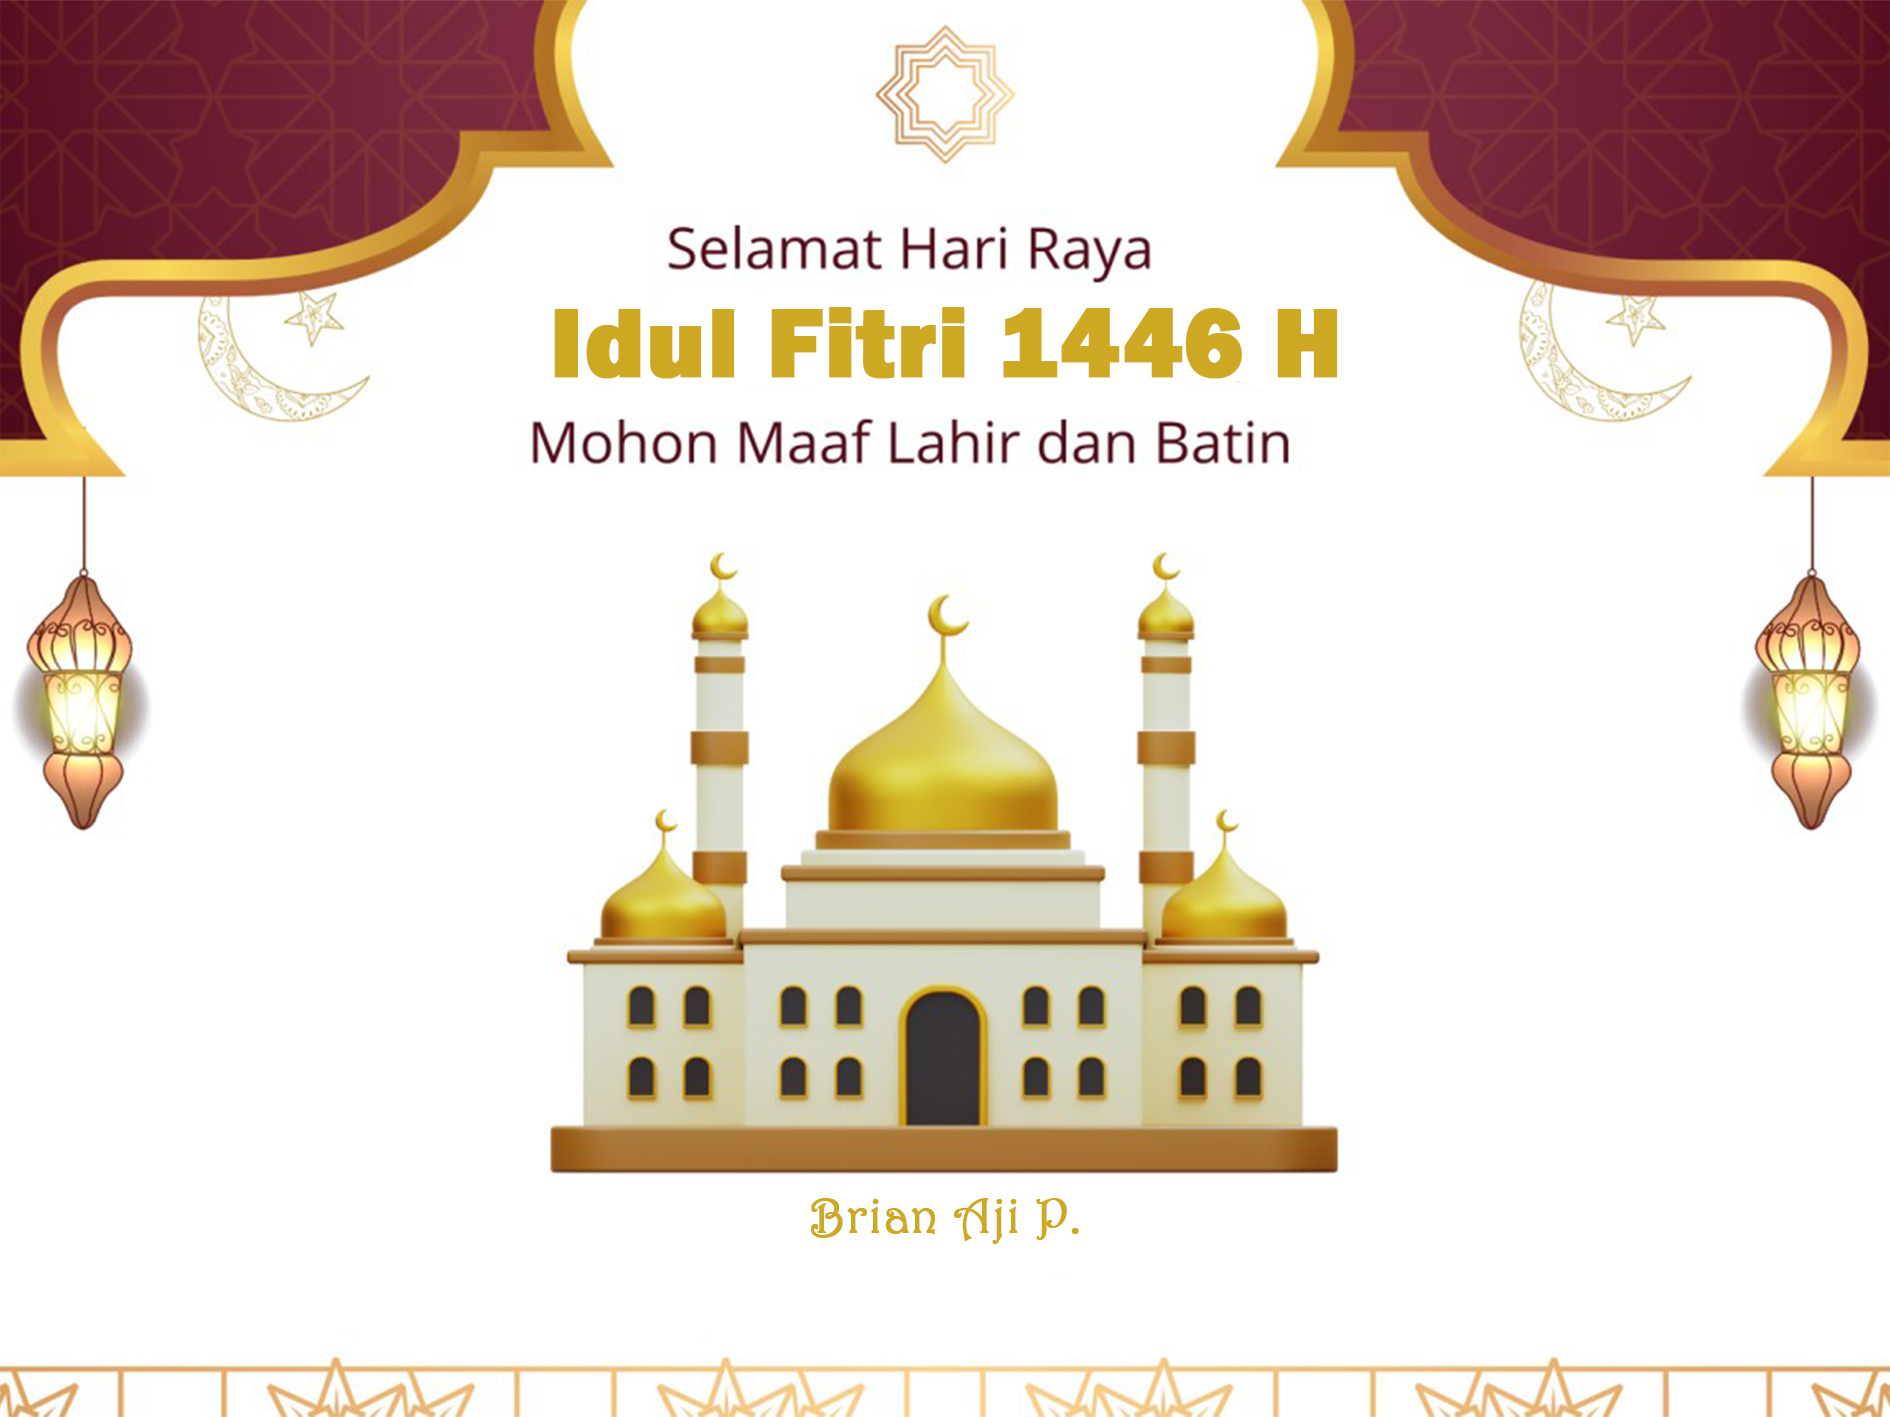 Selamat Hari Raya
Idul Fitri 1446 H
Mohon Maaf Lahir dan Batin
Brian Aji P.